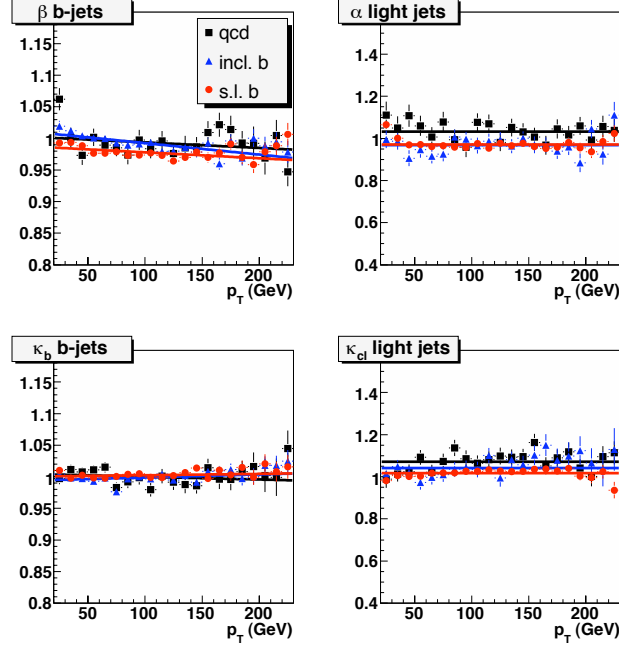 β b-jets
qcd
incl. b
s.l. b
1.15
1.1
1.05
1
0.95
0.9
0.85
0.8
50 100 150 200
p_T (GeV)
α light jets
1.4
1.2
1
0.8
0.6
0.4
50 100 150 200
p_T (GeV)
κ_b b-jets
1.15
1.1
1.05
1
0.95
0.9
0.85
0.8
50 100 150 200
p_T (GeV)
κ_cl light jets
1.4
1.2
1
0.8
0.6
0.4
50 100 150 200
p_T (GeV)